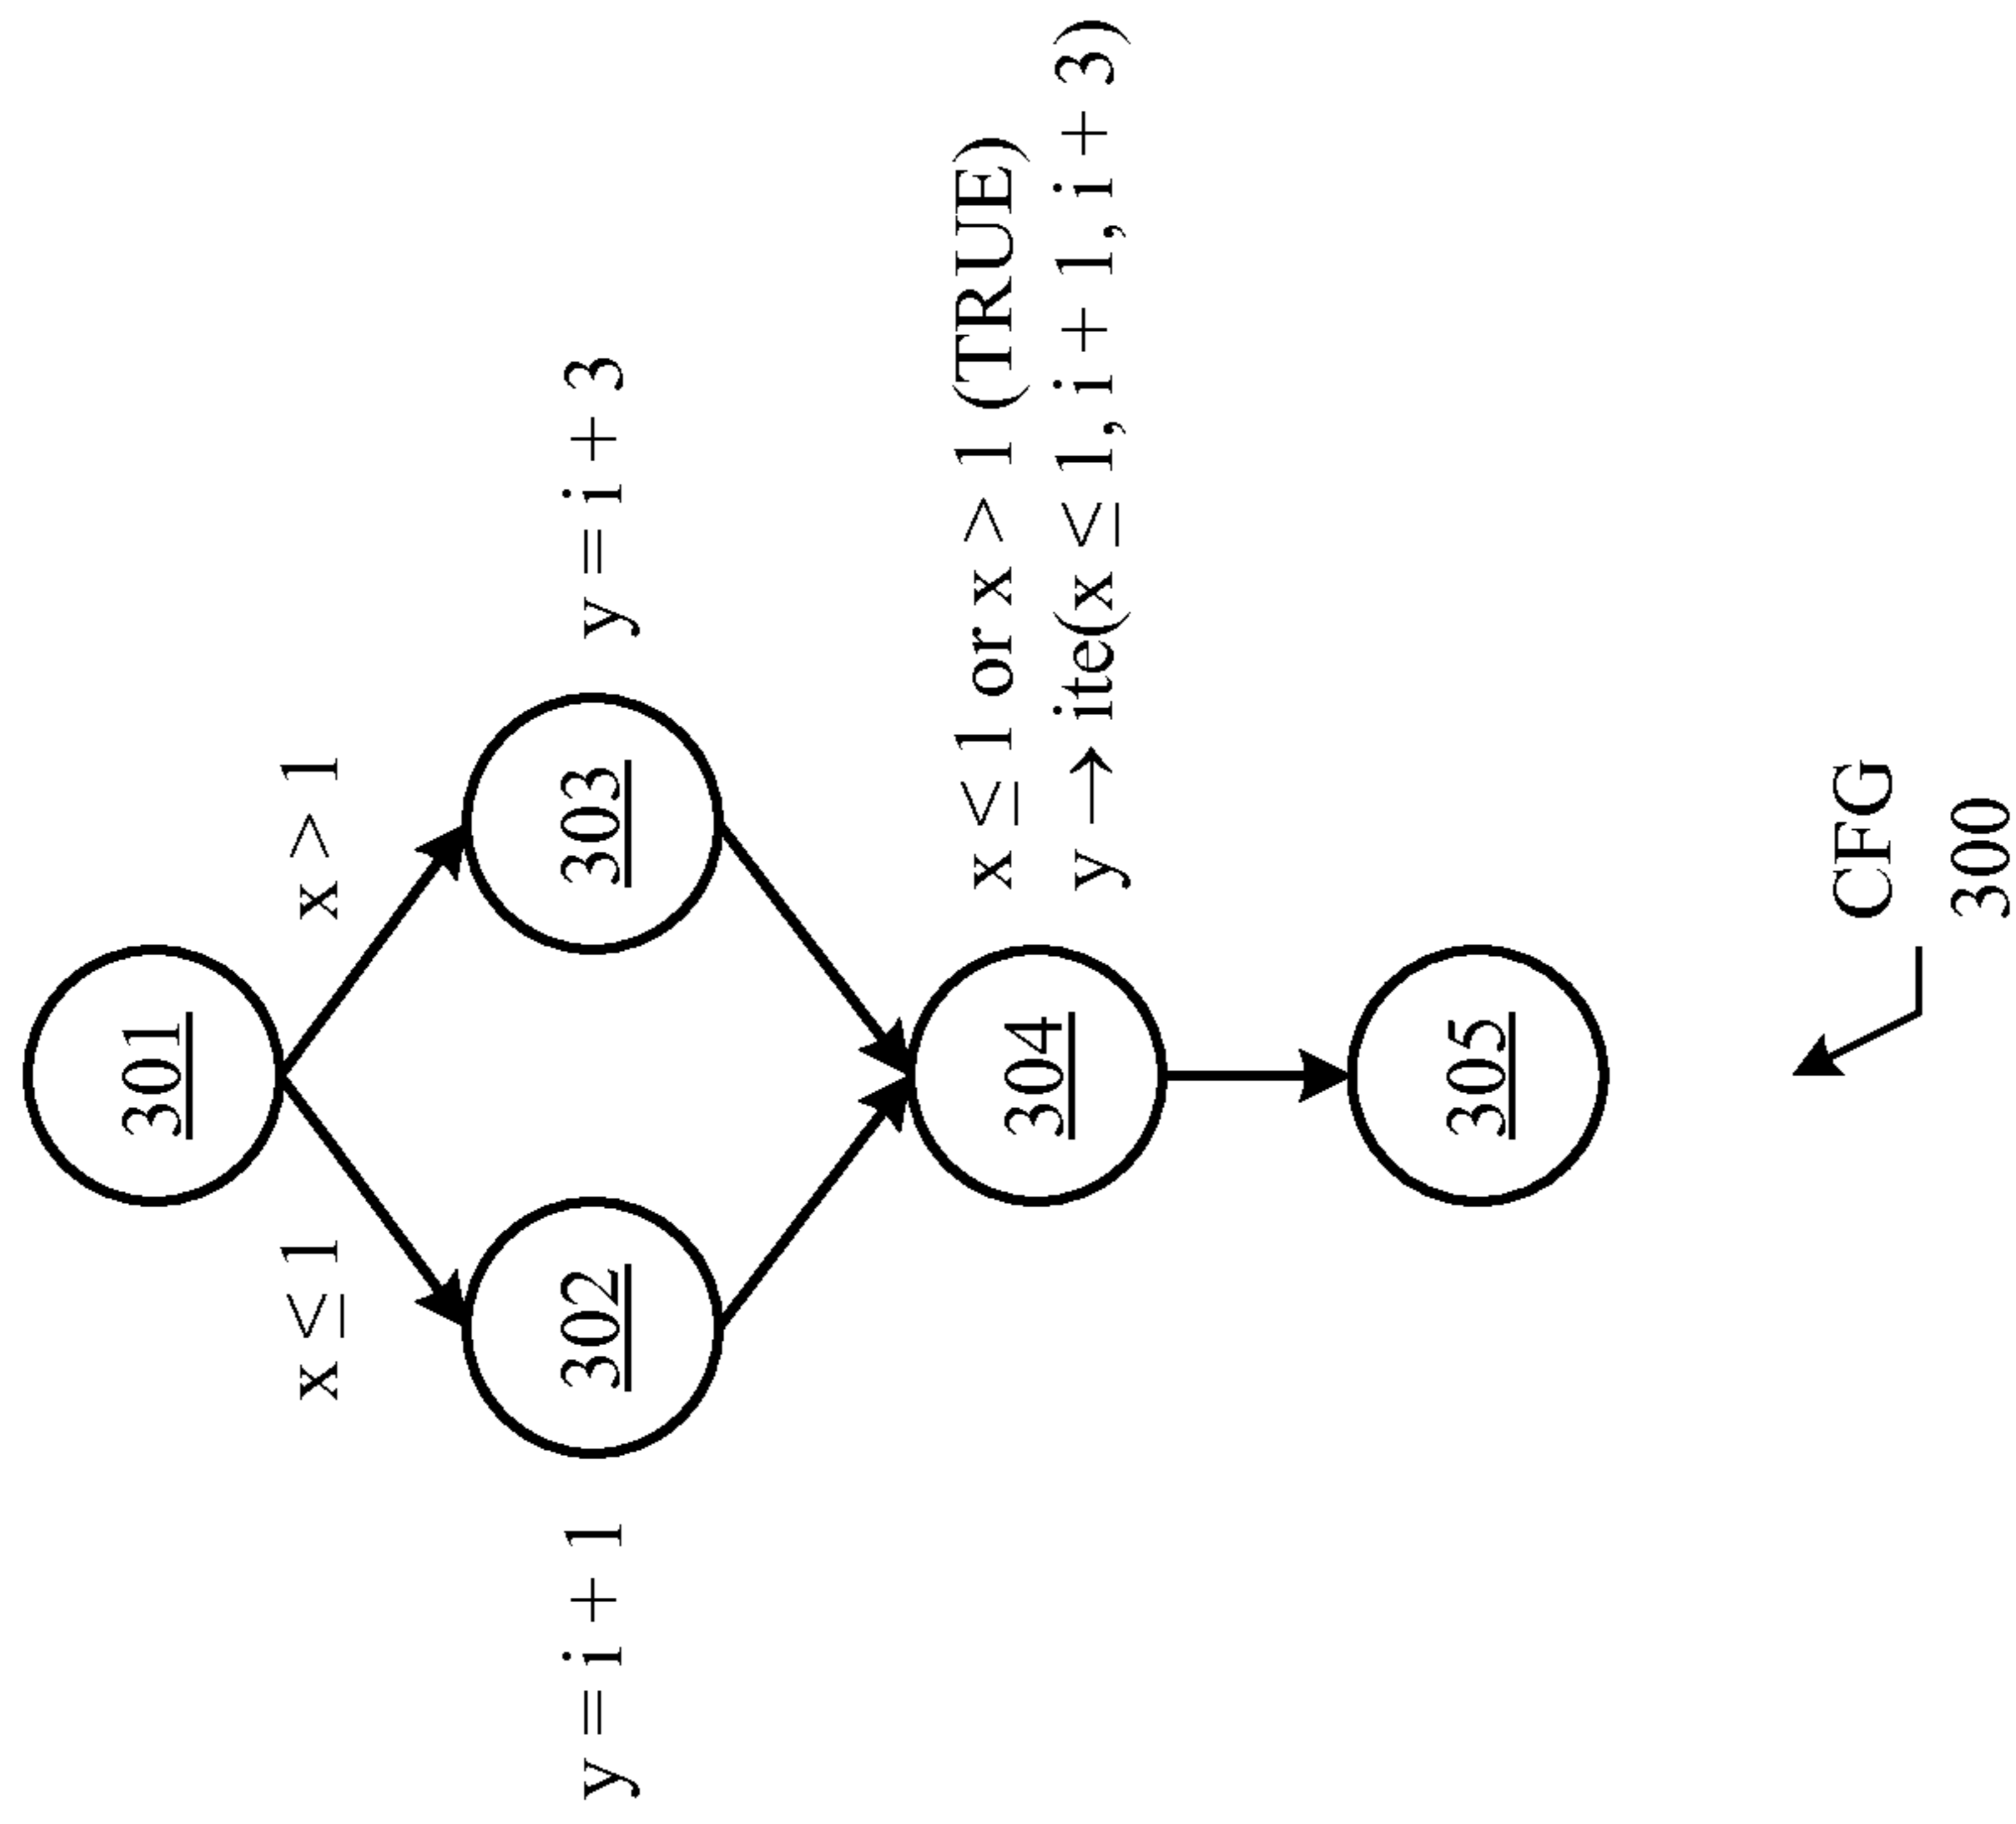 301
x ≤ 1
x > 1
y = i + 1
302
303
y = i + 3
304
x ≤ 1 or x > 1 (TRUE)
y → ite(x ≤ 1, i + 1, i + 3)
305
CFG
300